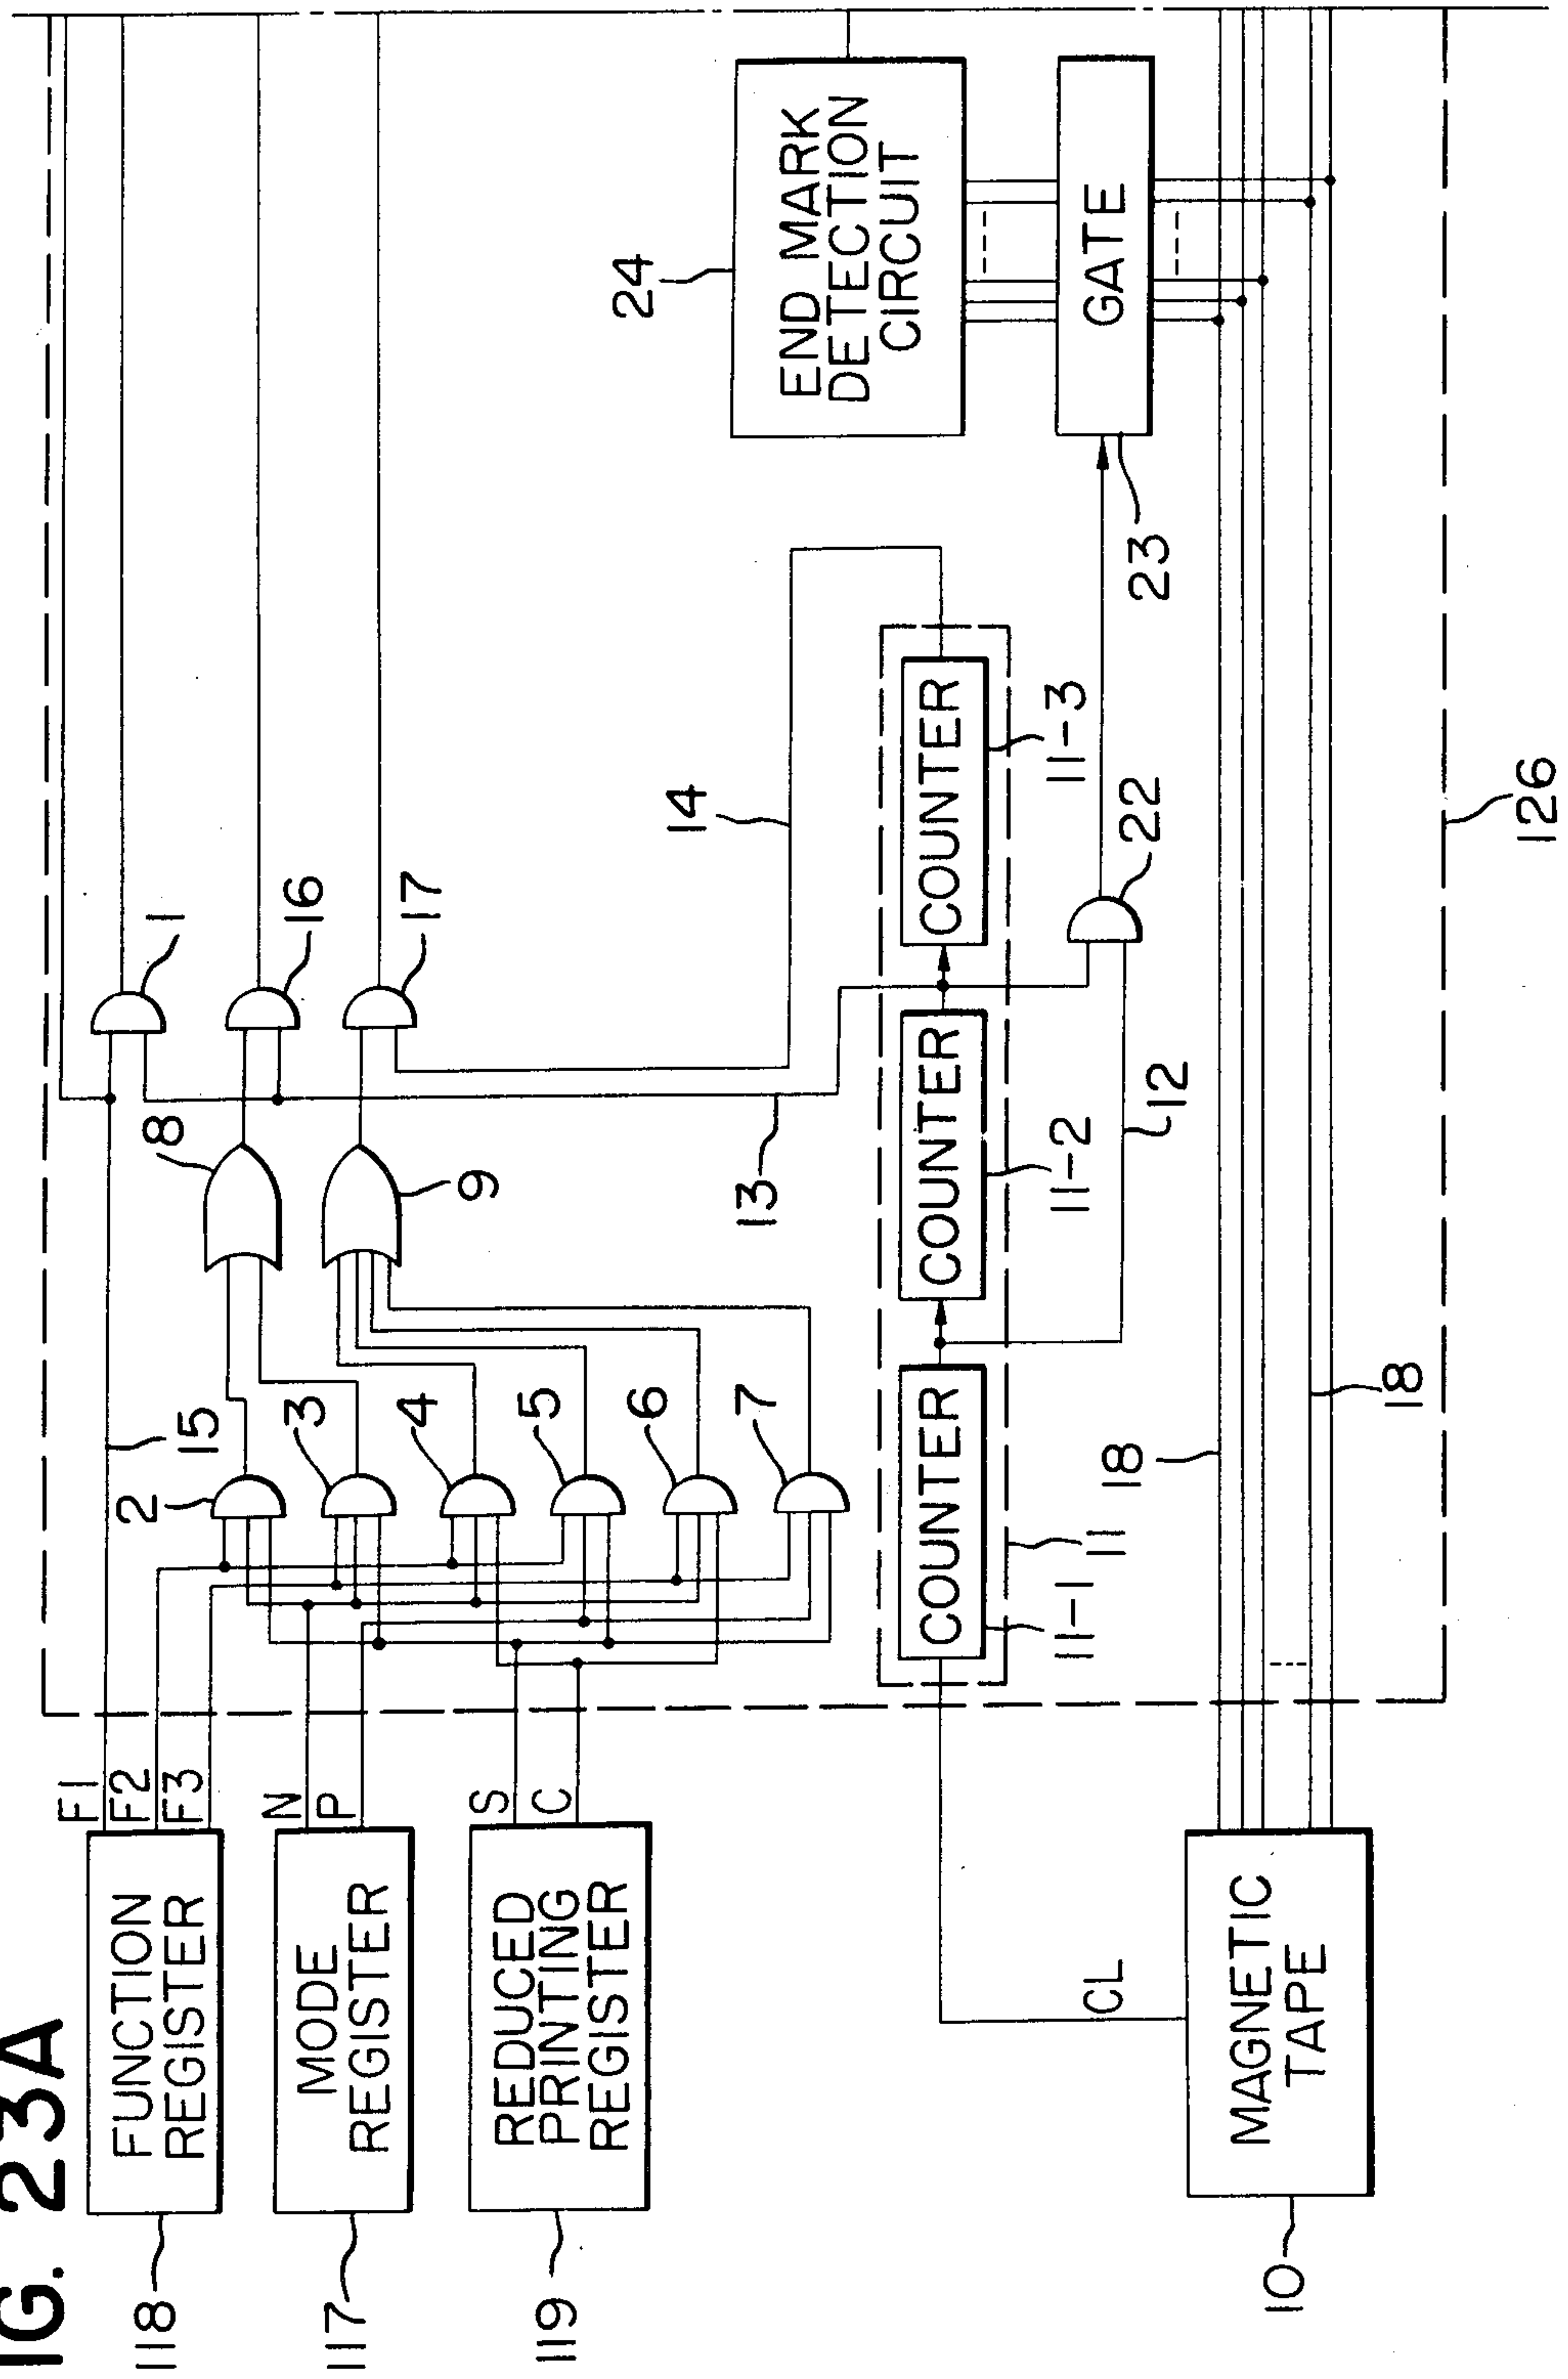 IG. 23A
118
FUNCTION
REGISTER
F1
F2
F3
117
MODE
REGISTER
N
P
119
REDUCED
PRINTING
REGISTER
S
C
10
MAGNETIC
TAPE
CL
15
2
3
4
5
6
7
8
9
1
16
17
13
14
11-1
COUNTER
11
11-2
COUNTER
11-3
COUNTER
12
22
18
18
23
GATE
24
END MARK
DETECTION
CIRCUIT
126